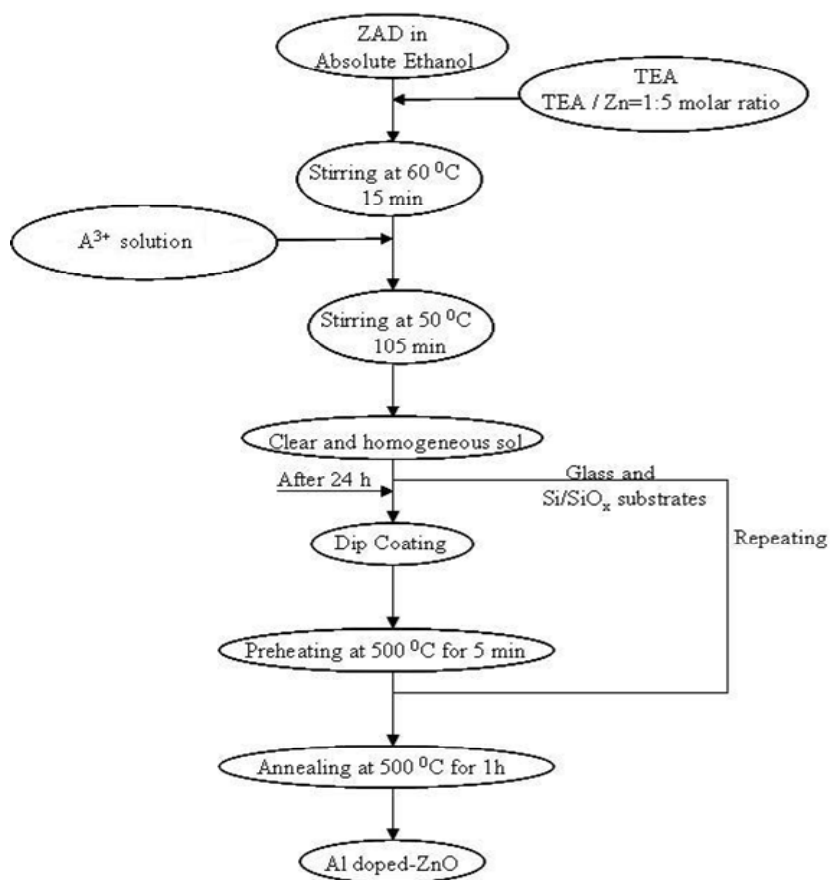 ZAD in
Absolute Ethanol
TEA
TEA / Zn=1:5 molar ratio
Stirring at 60 ⁰C
15 min
A³⁺ solution
Stirring at 50 ⁰C
105 min
Clear and homogeneous sol
After 24 h
Glass and
Si/SiOₓ substrates
Dip Coating
Repeating
Preheating at 500 ⁰C for 5 min
Annealing at 500 ⁰C for 1h
Al doped-ZnO